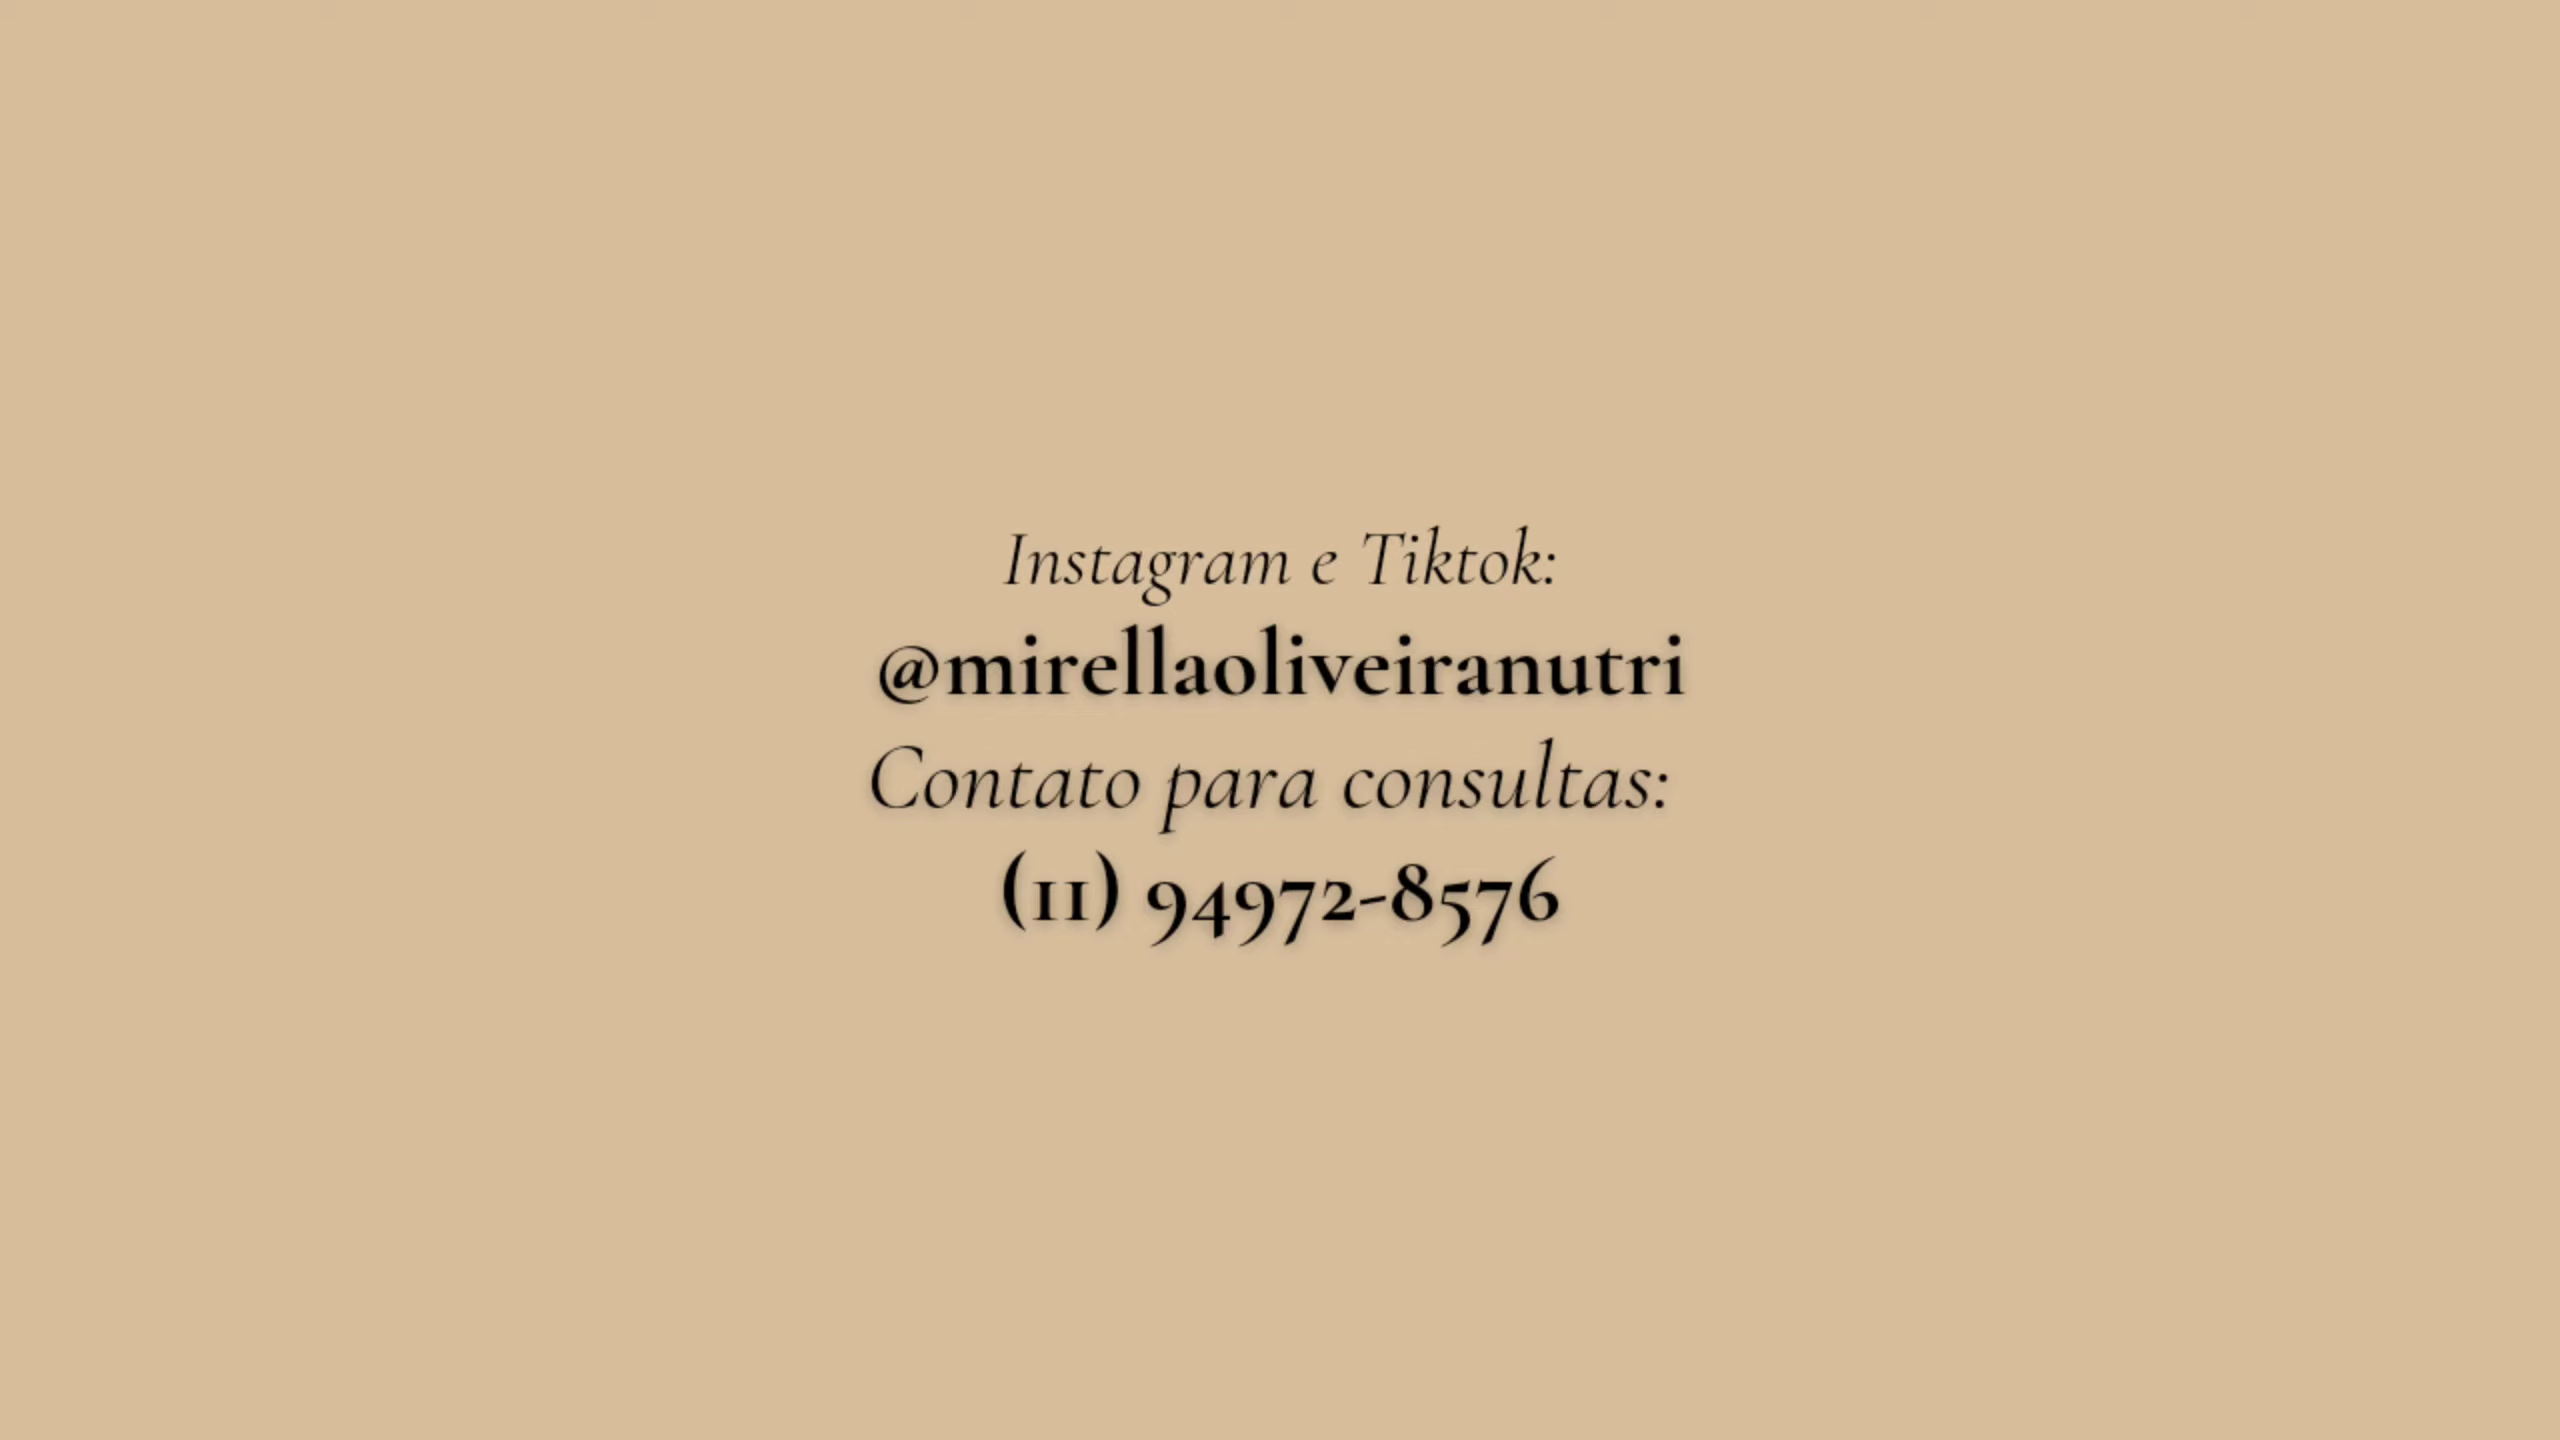 Instagram e Tiktok:
@mirellaoliveiranutri
Contato para consultas:
(11) 94972-8576